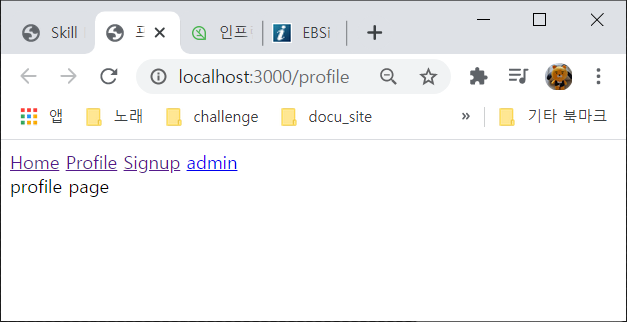 Skill
인프
EBSi
localhost:3000/profile
앱 노래 challenge docu_site » 기타 북마크
Home Profile Signup admin
profile page